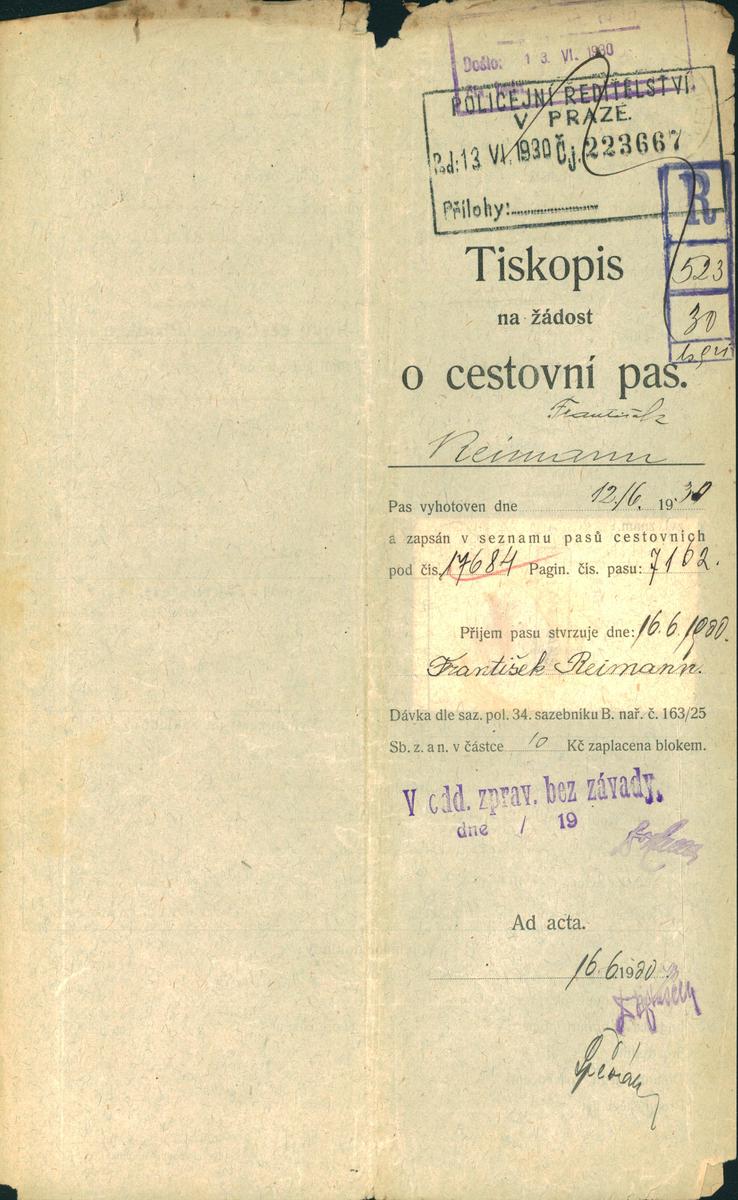 Došlo: 13. VI. 1930
POLICEJNÍ ŘEDITELSTVÍ
V PRAZE.
Pod: 13 VI. 1930 Čj. 223667
Přílohy:
R
523
30
Tiskopis
na žádost
o cestovní pas.
František
Reimann
Pas vyhotoven dne 12./6. 1930
a zapsán v seznamu pasů cestovních
pod čís. 17684 Pagin. čís. pasu: 7162.
Přijem pasu stvrzuje dne: 16.6.1930.
František Reimann.
Dávka dle saz. pol. 34. sazebníku B. nař. č. 163/25
Sb. z. a n. v částce 10 Kč zaplacena blokem.
V odd. zprav. bez závady,
dne / 19
Ad acta.
16.6.1930